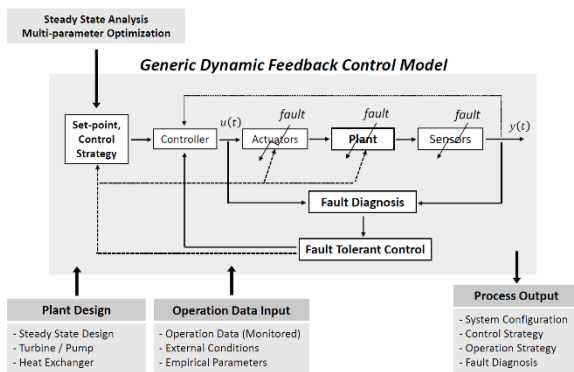 Steady State Analysis
Multi-parameter Optimization
Generic Dynamic Feedback Control Model
Set-point,
Control
Strategy
Controller
u(t)
Actuators
fault
Plant
fault
Sensors
fault
y(t)
Fault Diagnosis
Fault Tolerant Control
Plant Design
- Steady State Design
- Turbine / Pump
- Heat Exchanger
Operation Data Input
- Operation Data (Monitored)
- External Conditions
- Empirical Parameters
Process Output
- System Configuration
- Control Strategy
- Operation Strategy
- Fault Diagnosis